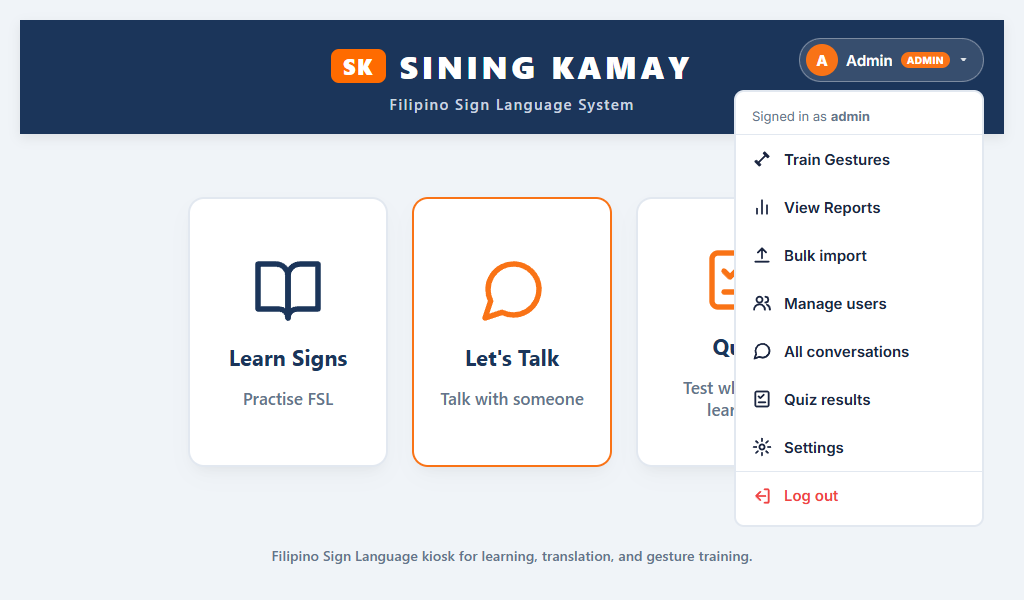 SK SINING KAMAY
Filipino Sign Language System
A Admin ADMIN
Signed in as admin
Train Gestures
View Reports
Bulk import
Manage users
All conversations
Quiz results
Settings
Log out
Learn Signs
Practise FSL
Let's Talk
Talk with someone
Test
Filipino Sign Language kiosk for learning, translation, and gesture training.